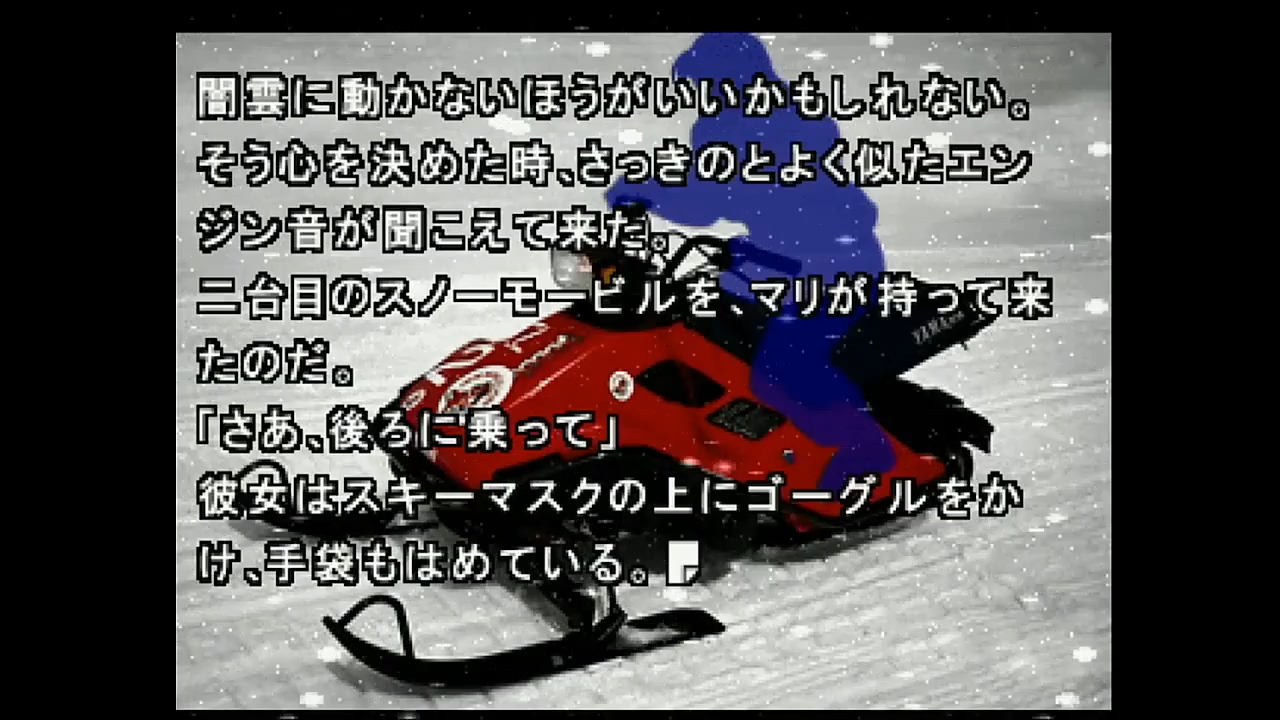 闇雲に動かないほうがいいかもしれない。
そう心を決めた時、さっきのとよく似たエン
ジン音が聞こえて来た。
二台目のスノーモービルを、マリが持って来
たのだ。
「さあ、後ろに乗って」
彼女はスキーマスクの上にゴーグルをか
け、手袋もはめている。
YAMAHA